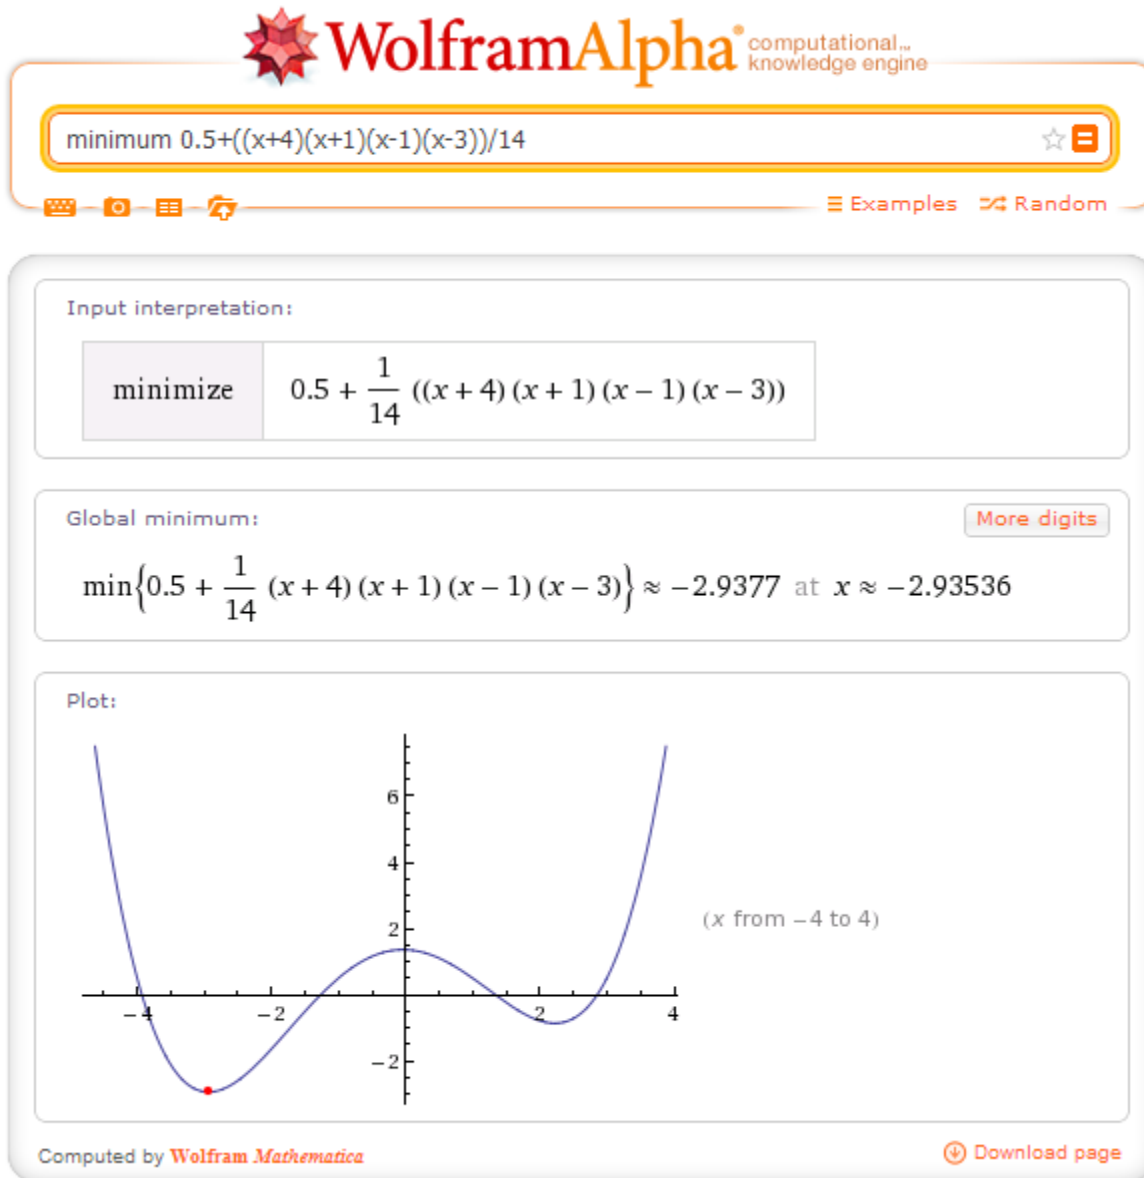 WolframAlpha® computational... knowledge engine
minimum 0.5+((x+4)(x+1)(x-1)(x-3))/14
Examples Random
Input interpretation:
minimize 0.5 + 1/14 ((x + 4) (x + 1) (x − 1) (x − 3))
Global minimum: More digits
min{0.5 + 1/14 (x + 4) (x + 1) (x − 1) (x − 3)} ≈ −2.9377 at x ≈ −2.93536
Plot:
6
4
2
(x from −4 to 4)
−4 −2 2 4
−2
Computed by Wolfram Mathematica
Download page